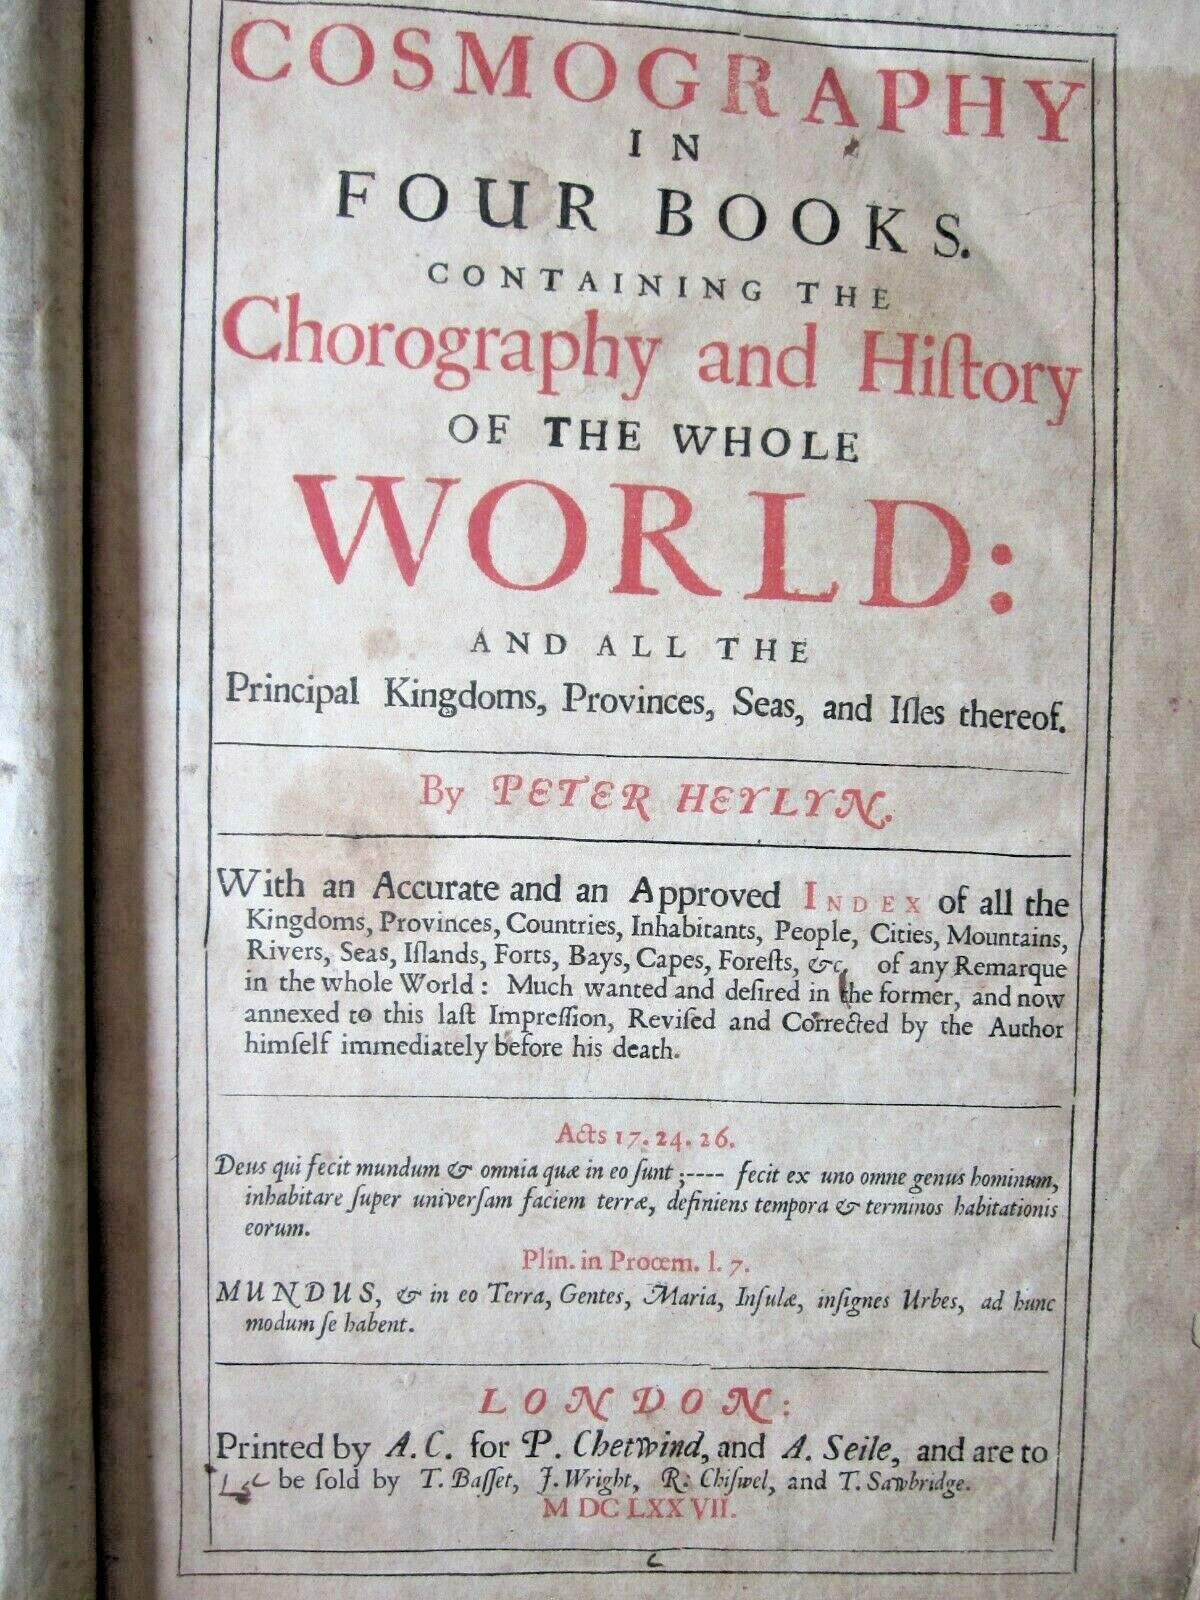 COSMOGRAPHY
IN
FOUR BOOKS.
CONTAINING THE
Chorography and Hiſtory
OF THE WHOLE
WORLD:
AND ALL THE
Principal Kingdoms, Provinces, Seas, and Iſles thereof.
By PETER HEYLYN.
With an Accurate and an Approved INDEX of all the
Kingdoms, Provinces, Countries, Inhabitants, People, Cities, Mountains,
Rivers, Seas, Iſlands, Forts, Bays, Capes, Foreſts, &c. of any Remarque
in the whole World: Much wanted and deſired in the former, and now
annexed to this laſt Impreſſion, Reviſed and Corrected by the Author
himſelf immediately before his death.
Acts 17. 24. 26.
Deus qui fecit mundum & omnia quæ in eo ſunt;---- fecit ex uno omne genus hominum,
inhabitare ſuper univerſam faciem terræ, definiens tempora & terminos habitationis
eorum.
Plin. in Proœm. l. 7.
MUNDUS, & in eo Terra, Gentes, Maria, Inſulæ, inſignes Urbes, ad hunc
modum ſe habent.
LONDON:
Printed by A. C. for P. Chetwind, and A. Seile, and are to
be ſold by T. Baſſet, J. Wright, R. Chiſwel, and T. Sawbridge.
M DC LXXVII.